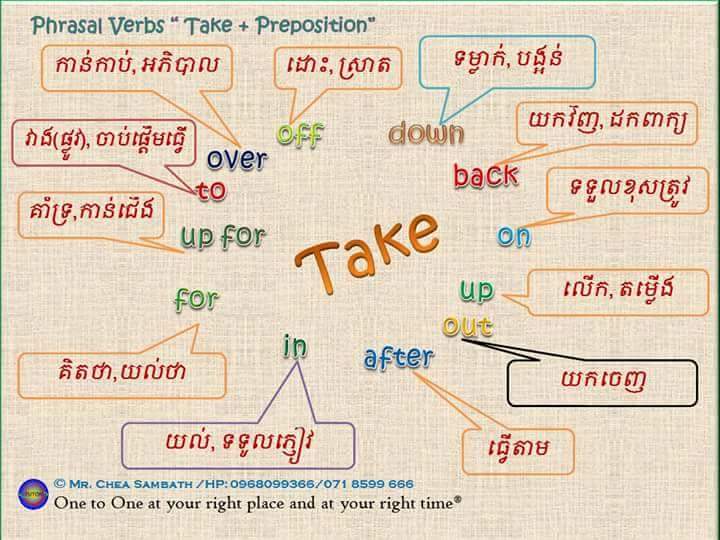 Phrasal Verbs “ Take + Preposition”
កាន់កាប់, អភិបាល
ដោះ, ស្រាត
ទម្លាក់, បង្អន់
off
down
វាង(ផ្លូវ), ចាប់ផ្តើមធ្វើ
យកវិញ, ដកពាក្យ
over
back
to
ទទួលខុសត្រូវ
គាំទ្រ,កាន់ជើង
up for
Take
on
for
up
លើក, តម្លើង
out
in
after
គិតថា,យល់ថា
យកចេញ
យល់, ទទួលភ្ញៀវ
ធ្វើតាម
© Mr. Chea Sambath /HP: 0968099366/071 8599 666
One to One at your right place and at your right time®